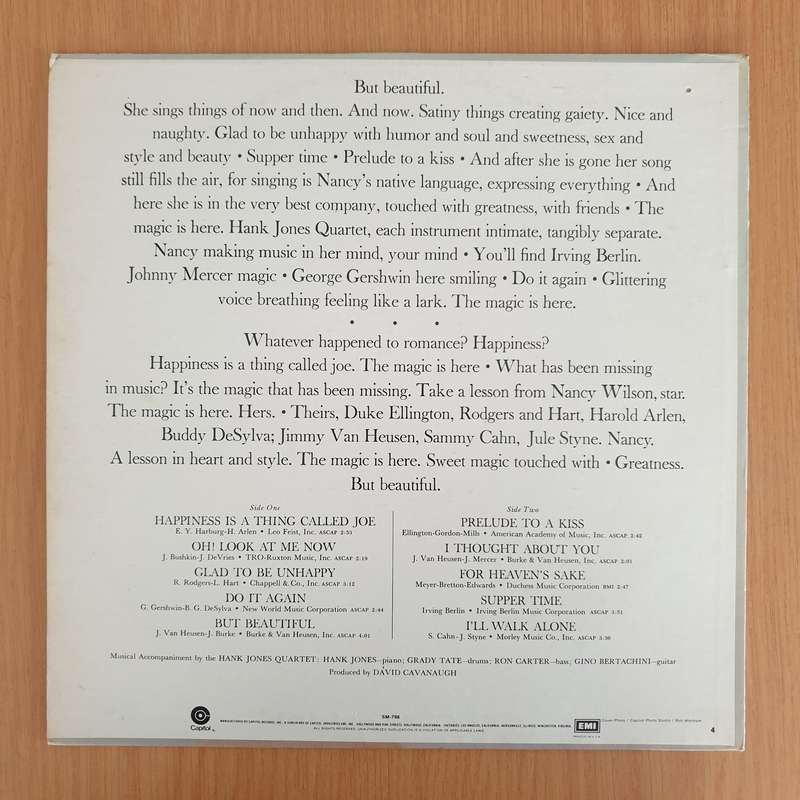 But beautiful.
She sings things of now and then. And now. Satiny things creating gaiety. Nice and
naughty. Glad to be unhappy with humor and soul and sweetness, sex and
style and beauty • Supper time • Prelude to a kiss • And after she is gone her song
still fills the air, for singing is Nancy's native language, expressing everything • And
here she is in the very best company, touched with greatness, with friends • The
magic is here. Hank Jones Quartet, each instrument intimate, tangibly separate.
Nancy making music in her mind, your mind • You'll find Irving Berlin.
Johnny Mercer magic • George Gershwin here smiling • Do it again • Glittering
voice breathing feeling like a lark. The magic is here.
• • •
Whatever happened to romance? Happiness?
Happiness is a thing called joe. The magic is here • What has been missing
in music? It's the magic that has been missing. Take a lesson from Nancy Wilson, star.
The magic is here. Hers. • Theirs, Duke Ellington, Rodgers and Hart, Harold Arlen,
Buddy DeSylva; Jimmy Van Heusen, Sammy Cahn, Jule Styne. Nancy.
A lesson in heart and style. The magic is here. Sweet magic touched with • Greatness.
But beautiful.
Side One
HAPPINESS IS A THING CALLED JOE
E. Y. Harburg-H. Arlen • Leo Feist, Inc. ASCAP 2:55
OH! LOOK AT ME NOW
J. Bushkin-J. DeVries • TRO-Ruxton Music, Inc. ASCAP 2:19
GLAD TO BE UNHAPPY
R. Rodgers-L. Hart • Chappell & Co., Inc. ASCAP 3:12
DO IT AGAIN
G. Gershwin-B. G. DeSylva • New World Music Corporation ASCAP 2:44
BUT BEAUTIFUL
J. Van Heusen-J. Burke • Burke & Van Heusen, Inc. ASCAP 4:01
Side Two
PRELUDE TO A KISS
Ellington-Gordon-Mills • American Academy of Music, Inc. ASCAP 2:42
I THOUGHT ABOUT YOU
J. Van Heusen-J. Mercer • Burke & Van Heusen, Inc. ASCAP 2:01
FOR HEAVEN'S SAKE
Meyer-Bretton-Edwards • Duchess Music Corporation BMI 2:47
SUPPER TIME
Irving Berlin • Irving Berlin Music Corporation ASCAP 3:51
I'LL WALK ALONE
S. Cahn-J. Styne • Morley Music Co., Inc. ASCAP 3:30
Musical Accompaniment by the HANK JONES QUARTET: HANK JONES—piano; GRADY TATE—drums; RON CARTER—bass; GINO BERTACHINI—guitar
Produced by DAVID CAVANAUGH
Capitol
SM-798
ALL RIGHTS RESERVED. UNAUTHORIZED DUPLICATION IS A VIOLATION OF APPLICABLE LAWS.
EMI
Cover Photo / Capitol Photo Studio
4